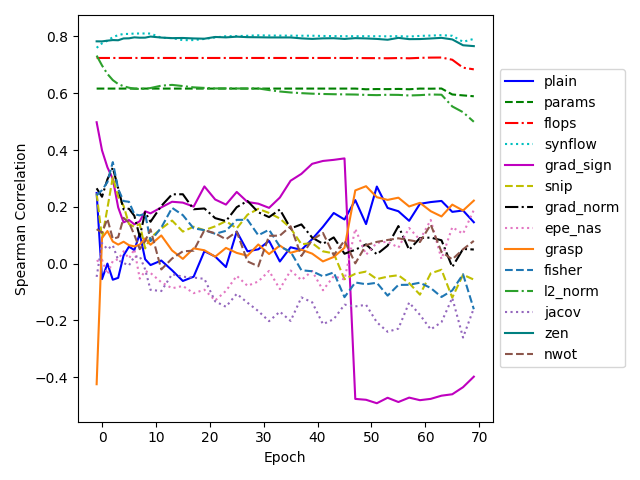 Spearman Correlation
0.8
0.6
0.4
0.2
0.0
−0.2
−0.4
0
10
20
30
40
50
60
70
Epoch
plain
params
flops
synflow
grad_sign
snip
grad_norm
epe_nas
grasp
fisher
l2_norm
jacov
zen
nwot